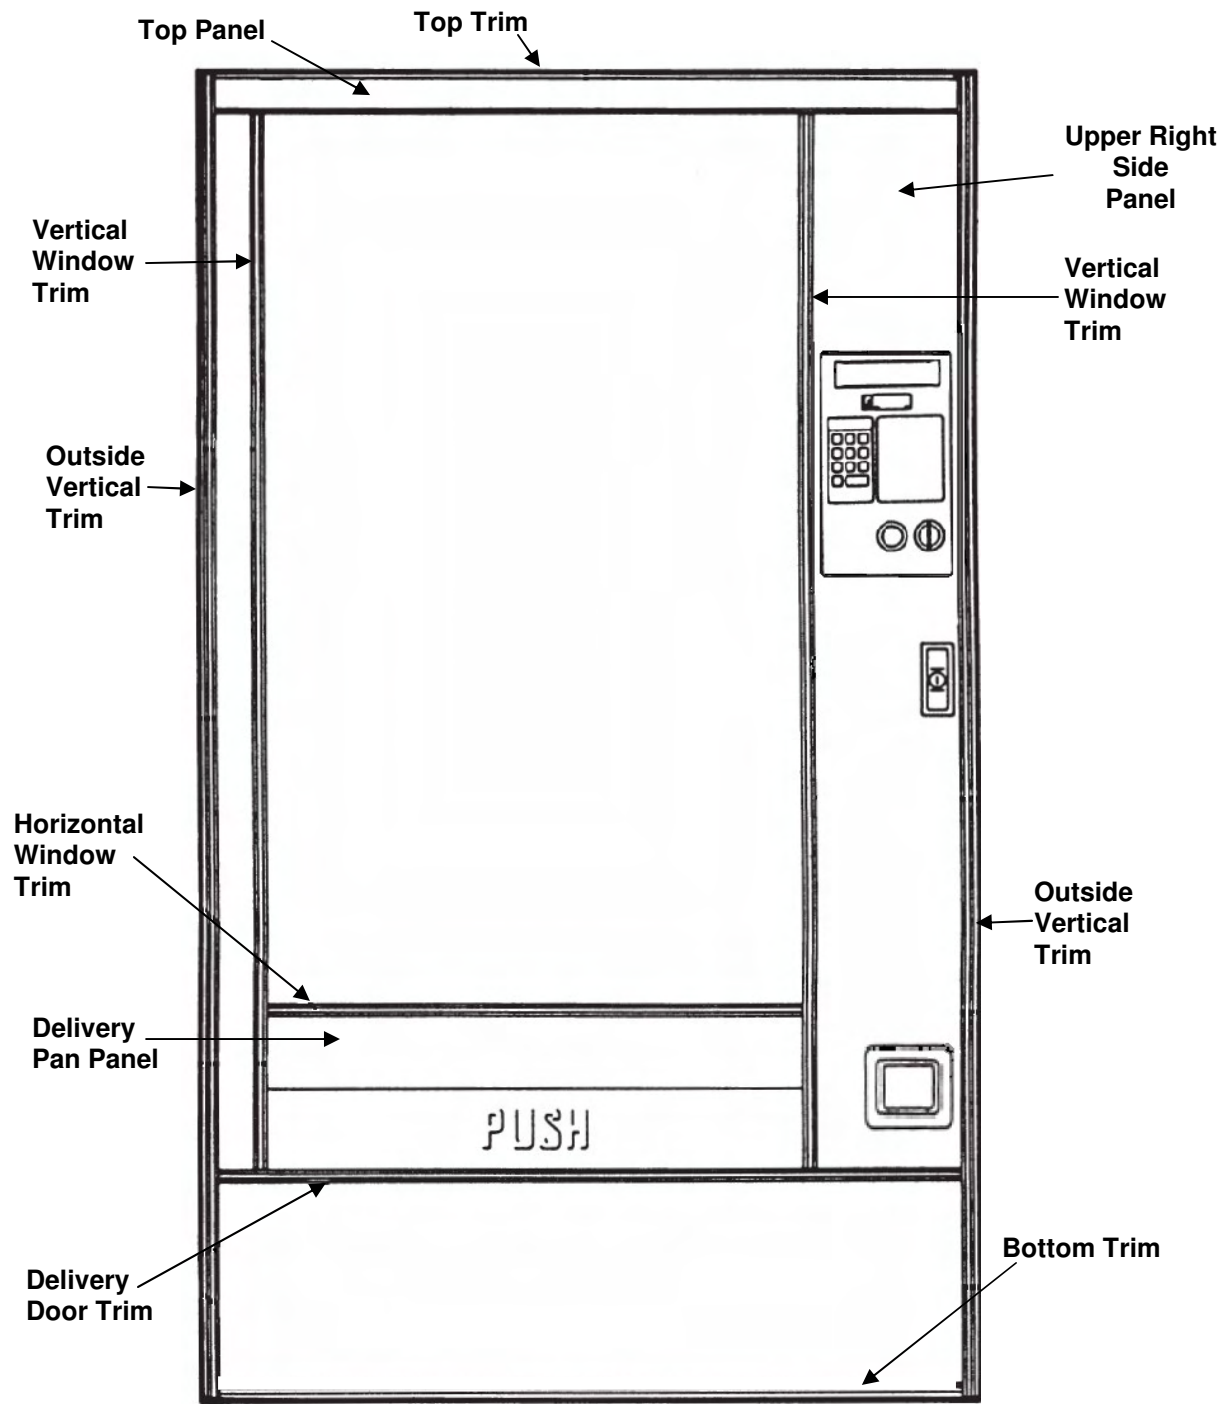 Top Panel
Top Trim
Upper Right
Side
Panel
Vertical
Window
Trim
Vertical
Window
Trim
Outside
Vertical
Trim
Horizontal
Window
Trim
Outside
Vertical
Trim
Delivery
Pan Panel
PUSH
Bottom Trim
Delivery
Door Trim